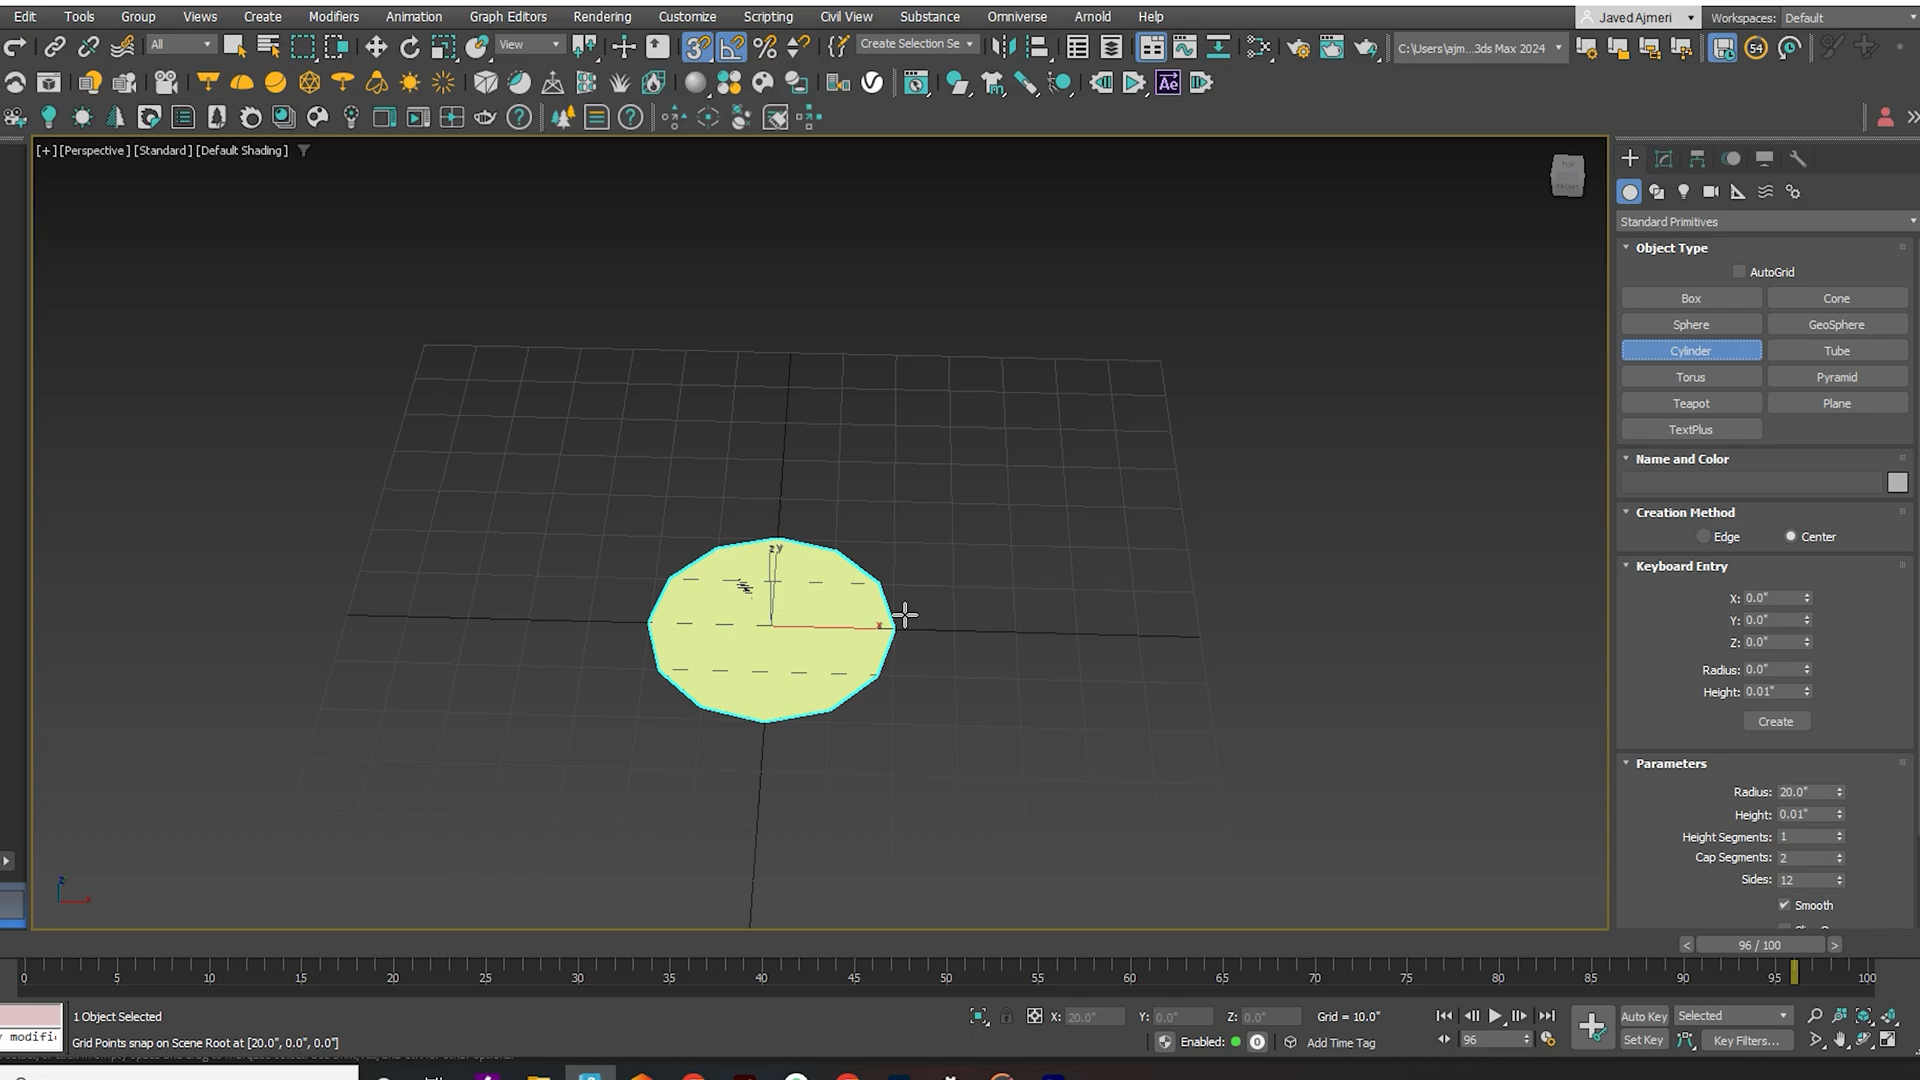 Edit Tools Group Views Create Modifiers Animation Graph Editors Rendering Customize Scripting Civil View Substance Omniverse Arnold Help Javed Ajmeri Workspaces: Default
All View 3 Create Selection Se C:\Users\ajm...3ds Max 2024 54
Ae
[+] [Perspective] [Standard] [Default Shading]
TOP
FRONT
Standard Primitives
Object Type
AutoGrid
Box Cone
Sphere GeoSphere
Cylinder Tube
Torus Pyramid
Teapot Plane
TextPlus
Name and Color
Creation Method
Edge Center
Keyboard Entry
X: 0.0"
Y: 0.0"
Z: 0.0"
Radius: 0.0"
Height: 0.01"
Create
Parameters
Radius: 20.0"
Height: 0.01"
Height Segments: 1
Cap Segments: 2
Sides: 12
Smooth
z y
x
z
x
< 96 / 100 >
0 5 10 15 20 25 30 35 40 45 50 55 60 65 70 75 80 85 90 95 100
1 Object Selected X: 20.0" Y: 0.0" Z: 0.0" Grid = 10.0" Auto Key Selected
Grid Points snap on Scene Root at [20.0", 0.0", 0.0"] Enabled: 0 Add Time Tag 96 Set Key Key Filters...